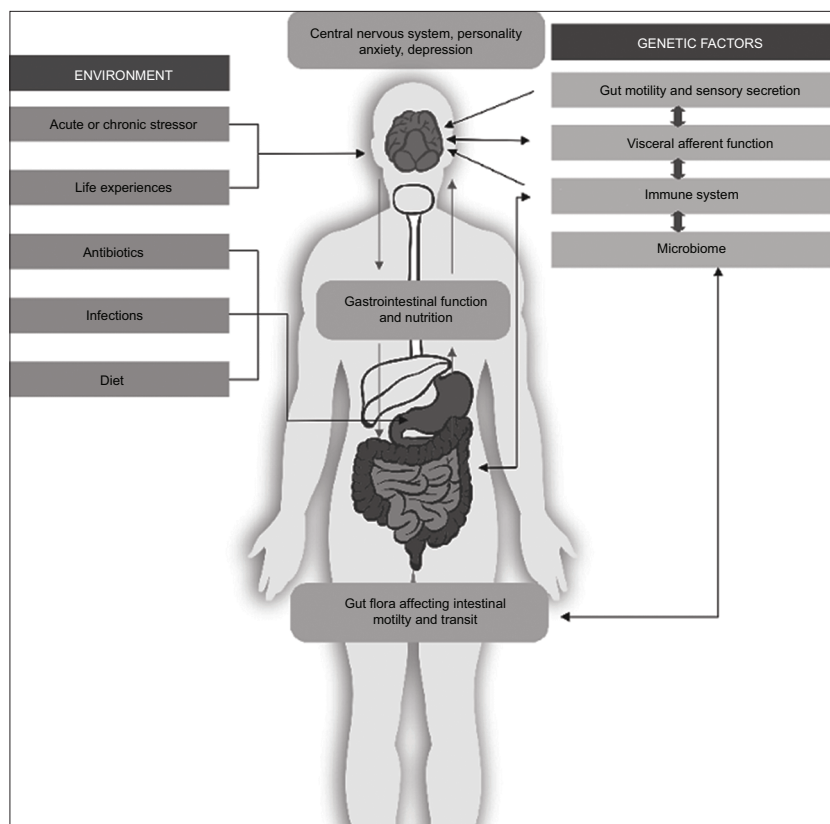 Central nervous system, personality
anxiety, depression
ENVIRONMENT
Acute or chronic stressor
Life experiences
Antibiotics
Infections
Diet
GENETIC FACTORS
Gut motility and sensory secretion
Visceral afferent function
Immune system
Microbiome
Gastrointestinal function
and nutrition
Gut flora affecting intestinal
motilty and transit